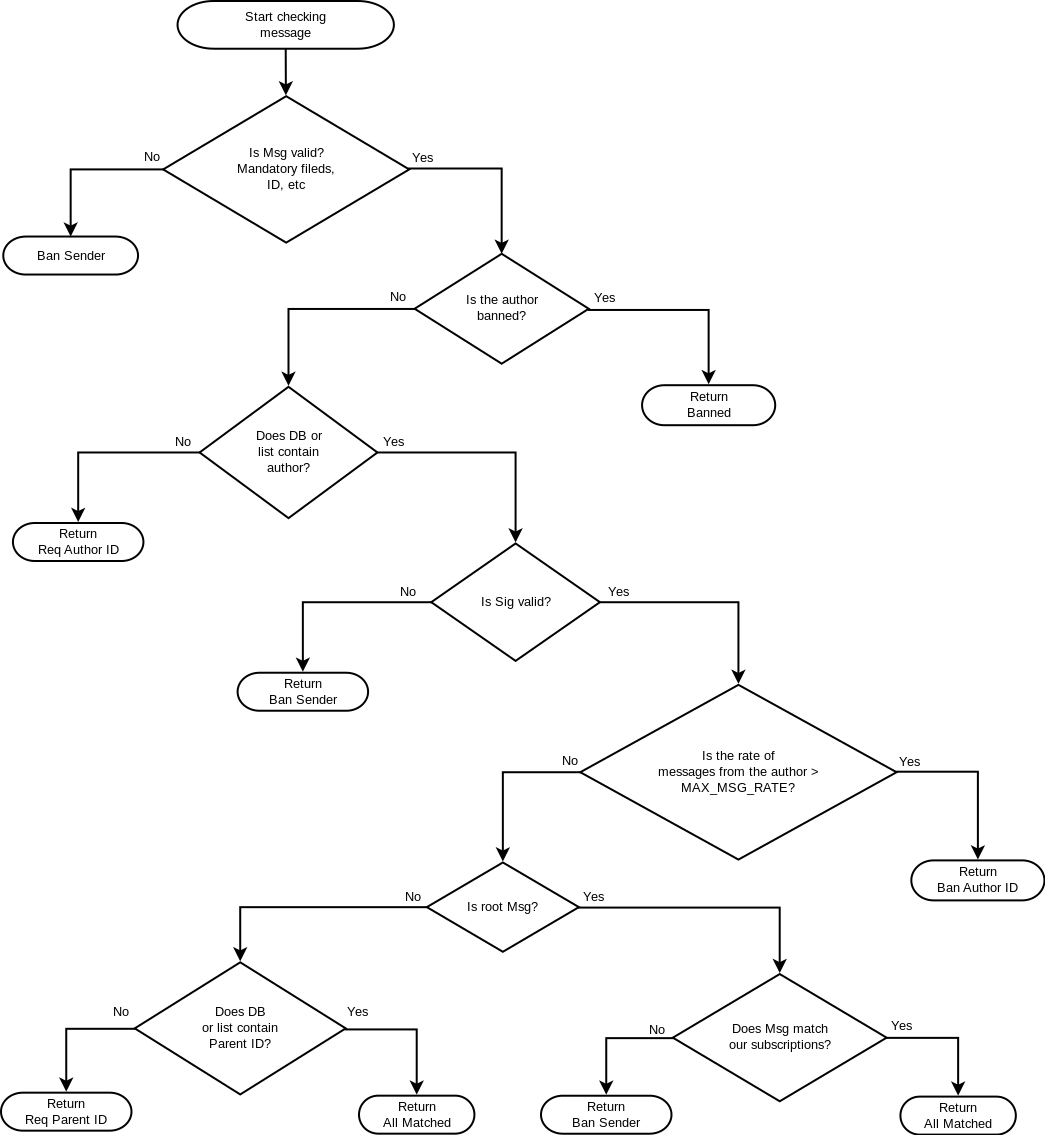 Start checking
message
Is Msg valid?
Mandatory fileds,
ID, etc
No
Yes
Ban Sender
Is the author
banned?
No
Yes
Return
Banned
Does DB or
list contain
author?
No
Yes
Return
Req Author ID
Is Sig valid?
No
Yes
Return
Ban Sender
Is the rate of
messages from the author >
MAX_MSG_RATE?
No
Yes
Return
Ban Author ID
Is root Msg?
No
Yes
Does DB
or list contain
Parent ID?
No
Yes
Does Msg match
our subscriptions?
No
Yes
Return
Req Parent ID
Return
All Matched
Return
Ban Sender
Return
All Matched